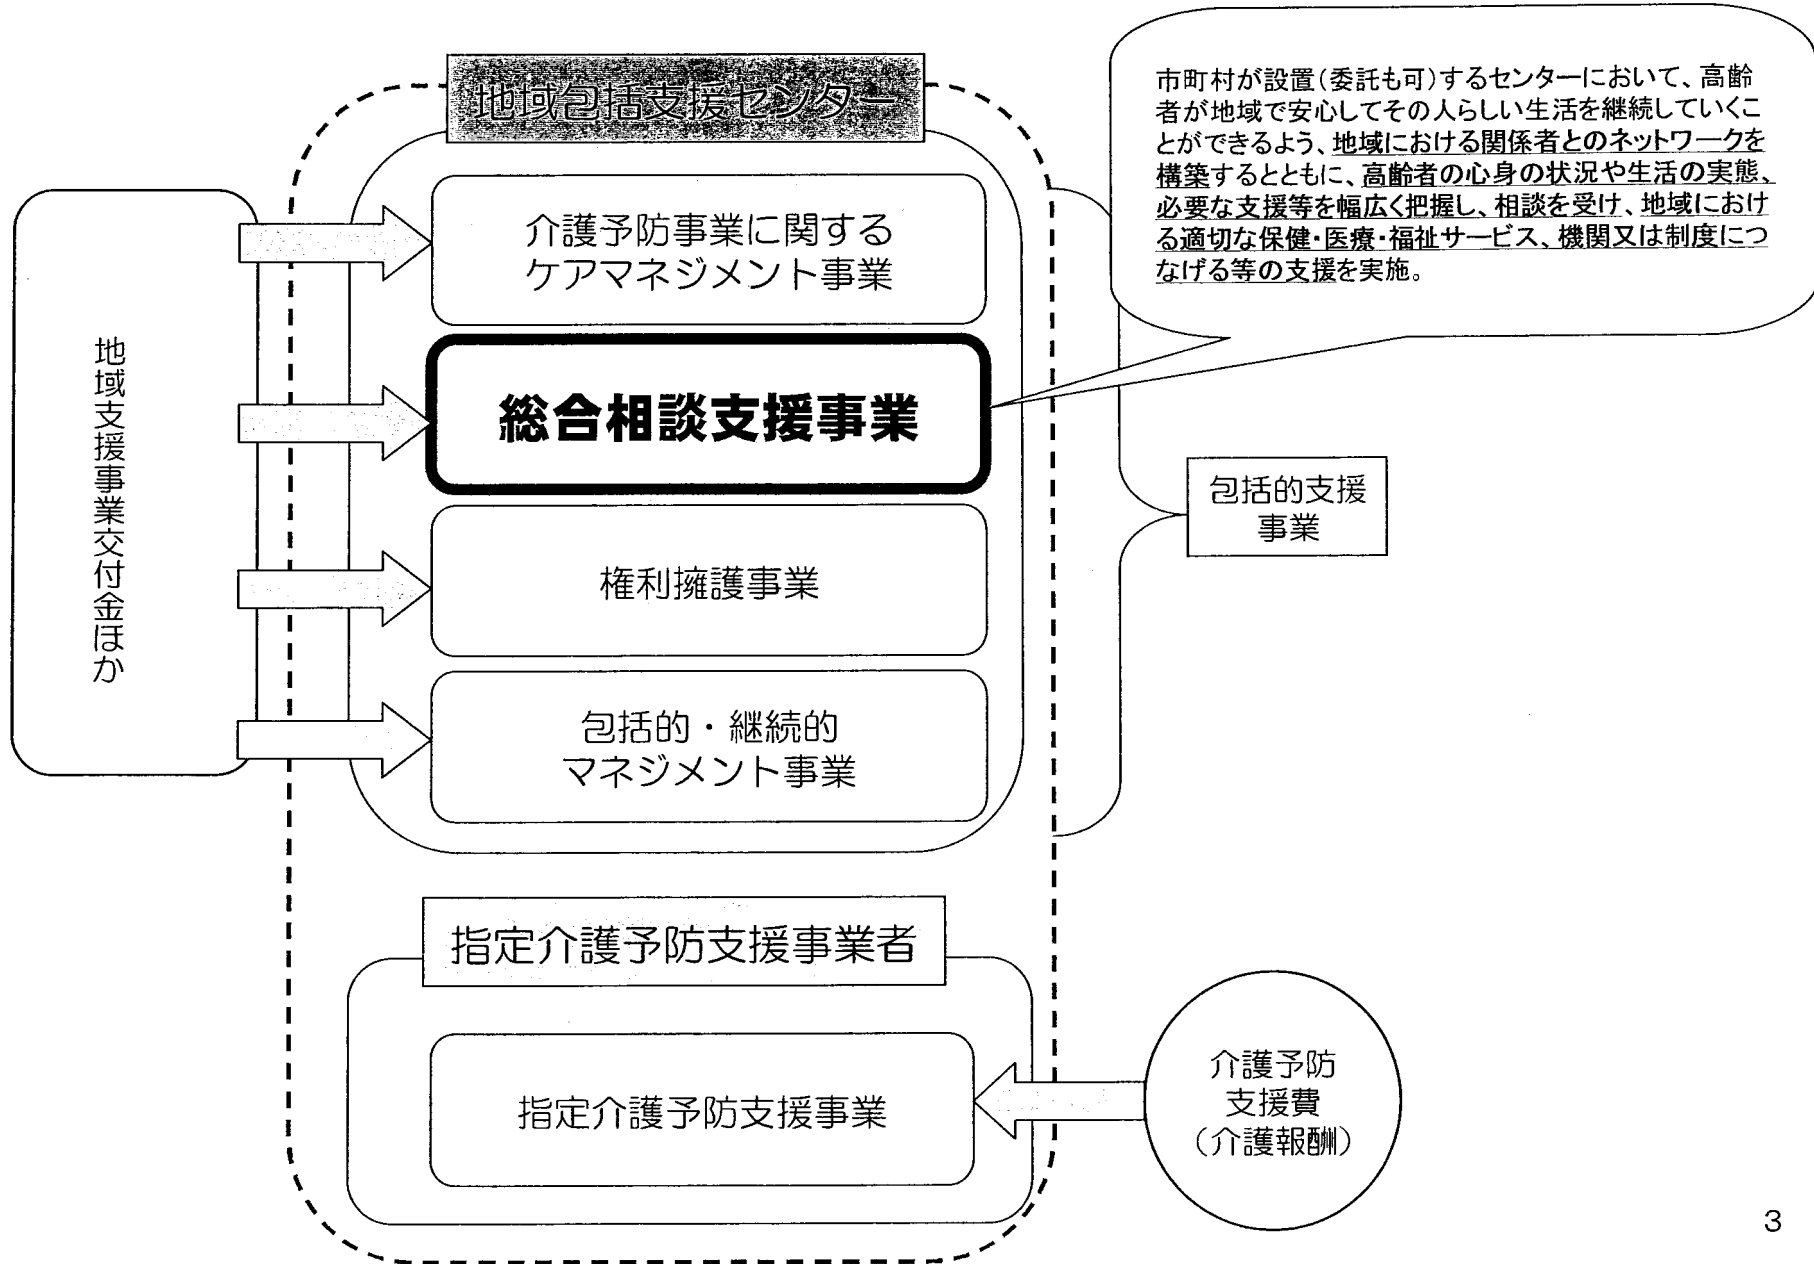 地域包括支援センター
市町村が設置(委託も可)するセンターにおいて、高齢
者が地域で安心してその人らしい生活を継続していくこ
とができるよう、地域における関係者とのネットワークを
構築するとともに、高齢者の心身の状況や生活の実態、
必要な支援等を幅広く把握し、相談を受け、地域におけ
る適切な保健・医療・福祉サービス、機関又は制度につ
なげる等の支援を実施。
地域支援事業交付金ほか
介護予防事業に関する
ケアマネジメント事業
総合相談支援事業
権利擁護事業
包括的・継続的
マネジメント事業
包括的支援
事業
指定介護予防支援事業者
指定介護予防支援事業
介護予防
支援費
(介護報酬)
3